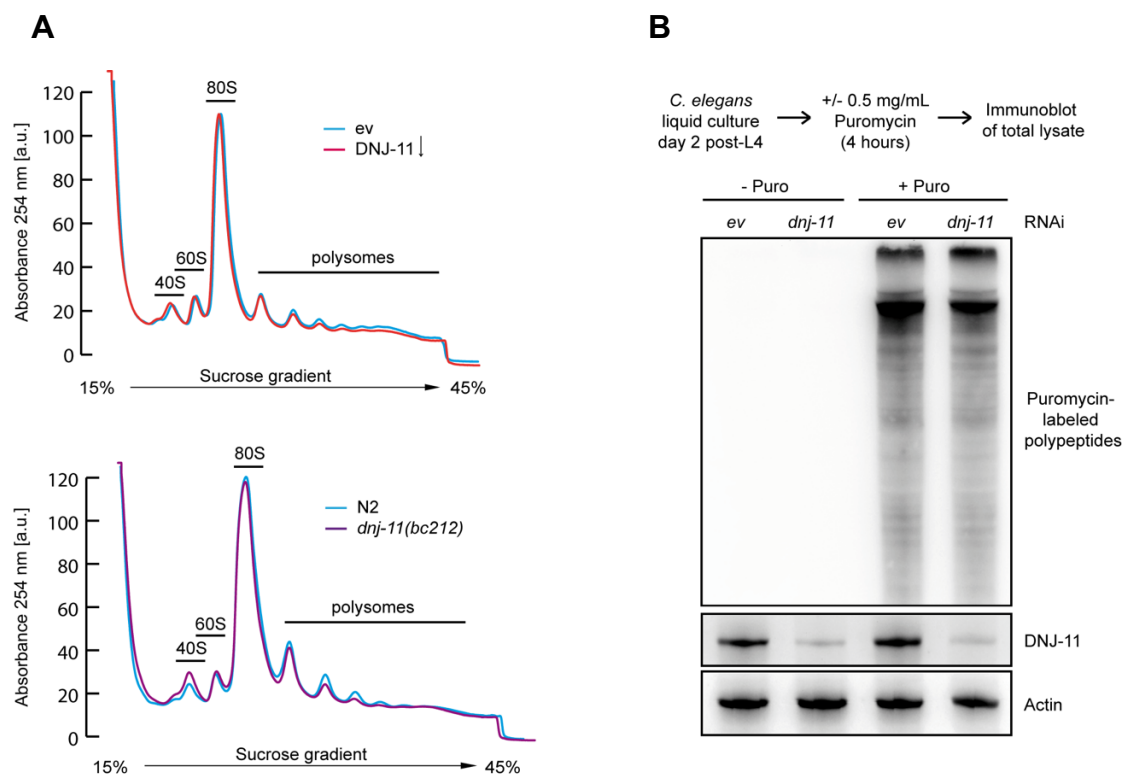 A
120
100
80
60
40
20
0
Absorbance 254 nm [a.u.]
80S
60S
40S
polysomes
ev
DNJ-11↓
15%
Sucrose gradient
45%
120
100
80
60
40
20
0
Absorbance 254 nm [a.u.]
80S
60S
40S
polysomes
N2
dnj-11(bc212)
15%
Sucrose gradient
45%
B
C. elegans
liquid culture
day 2 post-L4
+/- 0.5 mg/mL
Puromycin
(4 hours)
Immunoblot
of total lysate
- Puro
+ Puro
ev dnj-11 ev dnj-11 RNAi
Puromycin-
labeled
polypeptides
DNJ-11
Actin